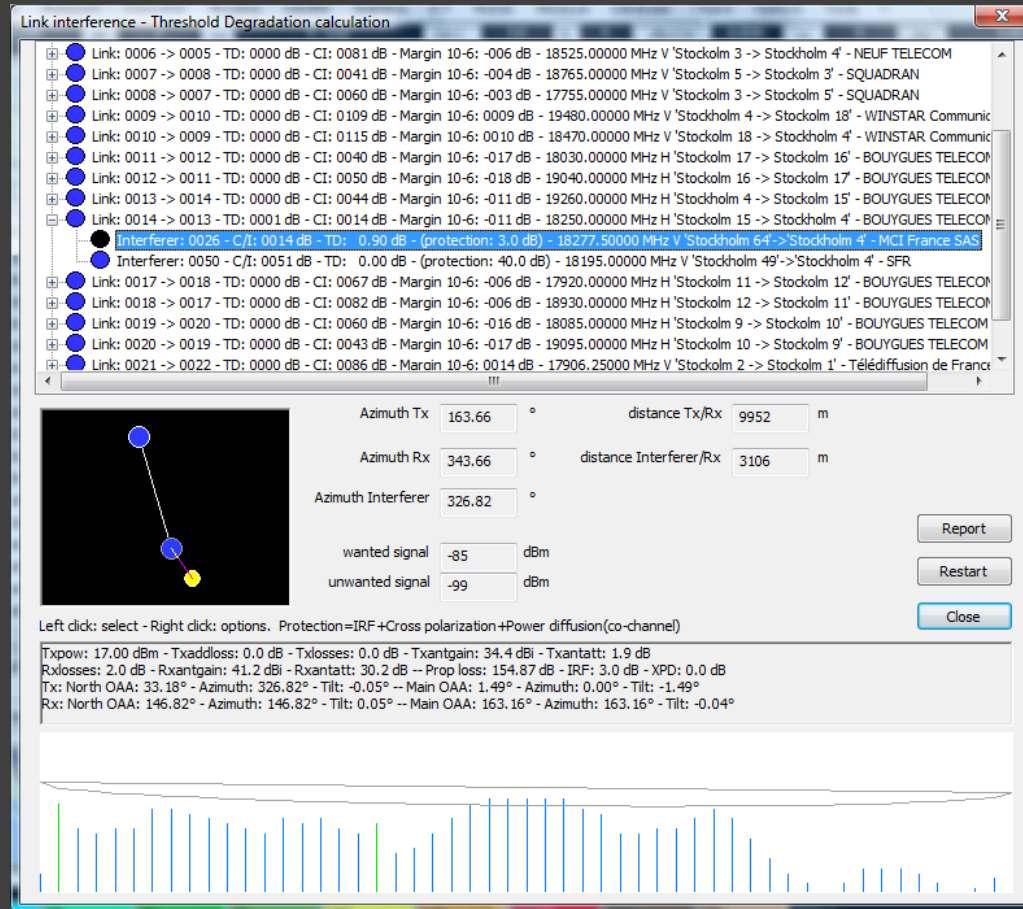 Link interference - Threshold Degradation calculation
Link: 0006 -> 0005 - TD: 0000 dB - CI: 0081 dB - Margin 10-6: -006 dB - 18525.00000 MHz V 'Stockolm 3 -> Stockholm 4' - NEUF TELECOM
Link: 0007 -> 0008 - TD: 0000 dB - CI: 0041 dB - Margin 10-6: -004 dB - 18765.00000 MHz V 'Stockolm 5 -> Stockolm 3' - SQUADRAN
Link: 0008 -> 0007 - TD: 0000 dB - CI: 0060 dB - Margin 10-6: -003 dB - 17755.00000 MHz V 'Stockolm 3 -> Stockolm 5' - SQUADRAN
Link: 0009 -> 0010 - TD: 0000 dB - CI: 0109 dB - Margin 10-6: 0009 dB - 19480.00000 MHz V 'Stockholm 4 -> Stockolm 18' - WINSTAR Communic
Link: 0010 -> 0009 - TD: 0000 dB - CI: 0115 dB - Margin 10-6: 0010 dB - 18470.00000 MHz V 'Stockolm 18 -> Stockholm 4' - WINSTAR Communic
Link: 0011 -> 0012 - TD: 0000 dB - CI: 0040 dB - Margin 10-6: -017 dB - 18030.00000 MHz H 'Stockolm 17 -> Stockolm 16' - BOUYGUES TELECOM
Link: 0012 -> 0011 - TD: 0000 dB - CI: 0050 dB - Margin 10-6: -018 dB - 19040.00000 MHz H 'Stockolm 16 -> Stockolm 17' - BOUYGUES TELECOM
Link: 0013 -> 0014 - TD: 0000 dB - CI: 0044 dB - Margin 10-6: -011 dB - 19260.00000 MHz H 'Stockholm 4 -> Stockolm 15' - BOUYGUES TELECOM
Link: 0014 -> 0013 - TD: 0001 dB - CI: 0014 dB - Margin 10-6: -011 dB - 18250.00000 MHz H 'Stockolm 15 -> Stockholm 4' - BOUYGUES TELECOM
Interferer: 0026 - C/I: 0014 dB - TD: 0.90 dB - (protection: 3.0 dB) - 18277.50000 MHz V 'Stockholm 64'->'Stockholm 4' - MCI France SAS
Interferer: 0050 - C/I: 0051 dB - TD: 0.00 dB - (protection: 40.0 dB) - 18195.00000 MHz V 'Stockholm 49'->'Stockholm 4' - SFR
Link: 0017 -> 0018 - TD: 0000 dB - CI: 0067 dB - Margin 10-6: -006 dB - 17920.00000 MHz H 'Stockolm 11 -> Stockolm 12' - BOUYGUES TELECOM
Link: 0018 -> 0017 - TD: 0000 dB - CI: 0082 dB - Margin 10-6: -006 dB - 18930.00000 MHz H 'Stockolm 12 -> Stockolm 11' - BOUYGUES TELECOM
Link: 0019 -> 0020 - TD: 0000 dB - CI: 0060 dB - Margin 10-6: -016 dB - 18085.00000 MHz H 'Stockolm 9 -> Stockolm 10' - BOUYGUES TELECOM
Link: 0020 -> 0019 - TD: 0000 dB - CI: 0043 dB - Margin 10-6: -017 dB - 19095.00000 MHz H 'Stockolm 10 -> Stockolm 9' - BOUYGUES TELECOM
Link: 0021 -> 0022 - TD: 0000 dB - CI: 0086 dB - Margin 10-6: 0014 dB - 17906.25000 MHz V 'Stockolm 2 -> Stockolm 1' - Télédiffusion de France
Azimuth Tx 163.66 ° distance Tx/Rx 9952 m
Azimuth Rx 343.66 ° distance Interferer/Rx 3106 m
Azimuth Interferer 326.82 °
Report
wanted signal -85 dBm
Restart
unwanted signal -99 dBm
Close
Left click: select - Right click: options. Protection=IRF+Cross polarization+Power diffusion(co-channel)
Txpow: 17.00 dBm - Txaddloss: 0.0 dB - Txlosses: 0.0 dB - Txantgain: 34.4 dBi - Txantatt: 1.9 dB
Rxlosses: 2.0 dB - Rxantgain: 41.2 dBi - Rxantatt: 30.2 dB -- Prop loss: 154.87 dB - IRF: 3.0 dB - XPD: 0.0 dB
Tx: North OAA: 33.18° - Azimuth: 326.82° - Tilt: -0.05° -- Main OAA: 1.49° - Azimuth: 0.00° - Tilt: -1.49°
Rx: North OAA: 146.82° - Azimuth: 146.82° - Tilt: 0.05° -- Main OAA: 163.16° - Azimuth: 163.16° - Tilt: -0.04°